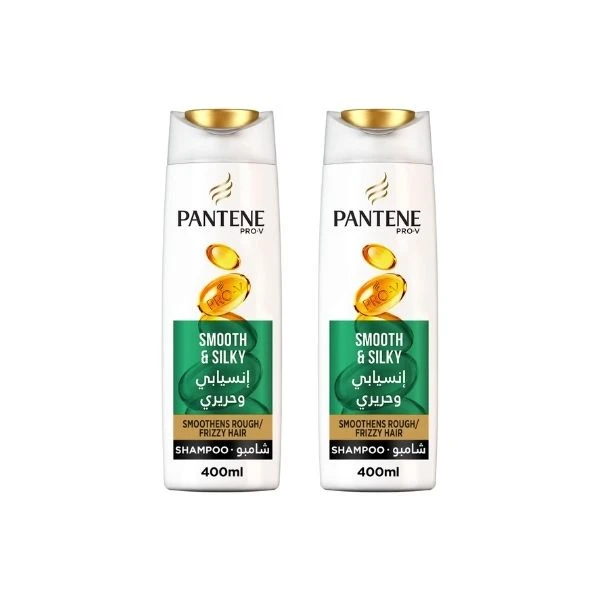 PANTENE
PRO-V
PRO-V
SMOOTH
& SILKY
إنسيابي
وحريري
SMOOTHENS ROUGH/
FRIZZY HAIR
SHAMPOO • شامبو
400ml
PANTENE
PRO-V
PRO-V
SMOOTH
& SILKY
إنسيابي
وحريري
SMOOTHENS ROUGH/
FRIZZY HAIR
SHAMPOO • شامبو
400ml